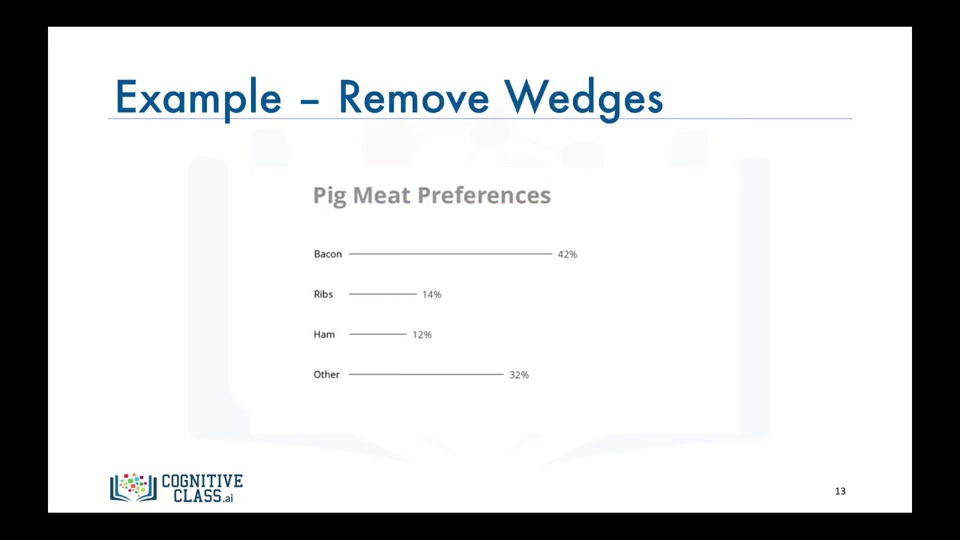 Example – Remove Wedges
Pig Meat Preferences
Bacon 42%
Ribs 14%
Ham 12%
Other 32%
COGNITIVE
CLASS.ai
13